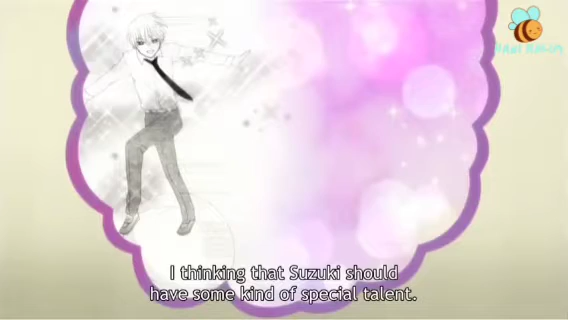 I thinking that Suzuki should
have some kind of special talent.